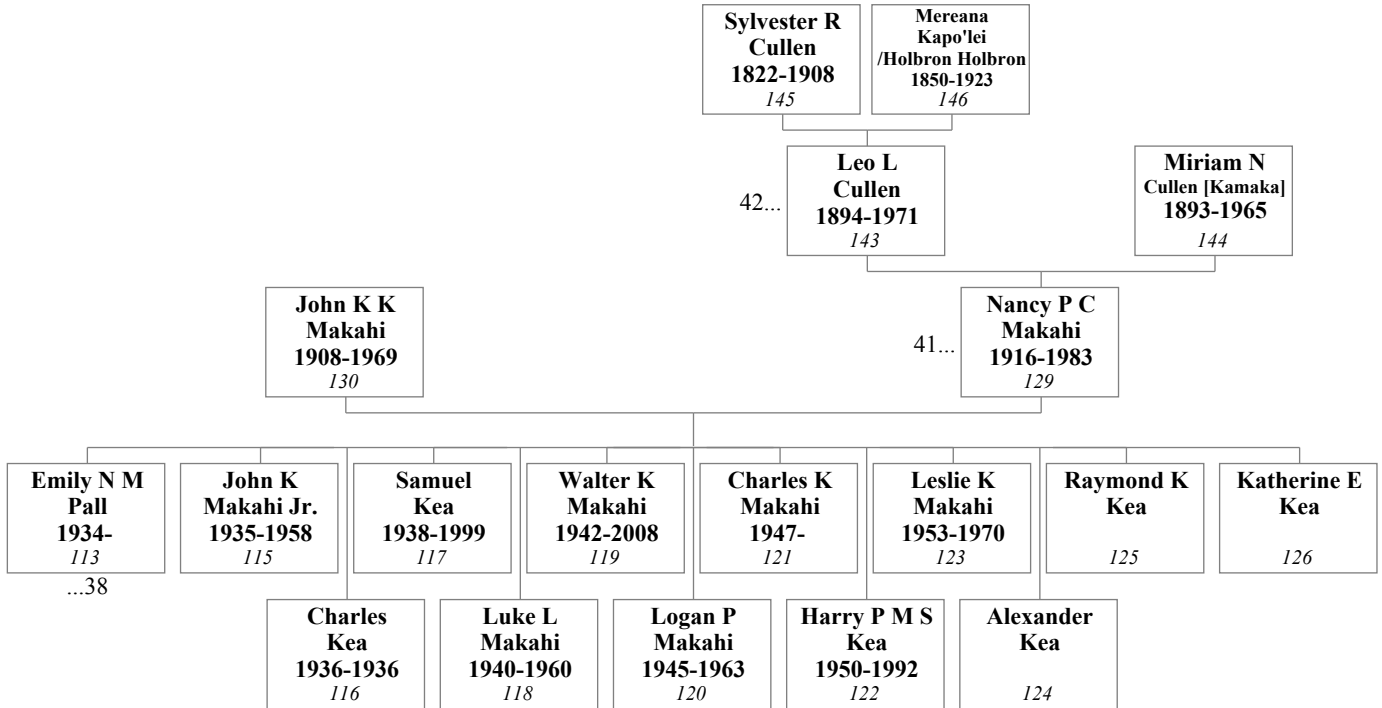 Sylvester R
Cullen
1822-1908
145
Mereana
Kapo'lei
/Holbron Holbron
1850-1923
146
42...
Leo L
Cullen
1894-1971
143
Miriam N
Cullen [Kamaka]
1893-1965
144
John K K
Makahi
1908-1969
130
41...
Nancy P C
Makahi
1916-1983
129
Emily N M
Pall
1934-
113
...38
John K
Makahi Jr.
1935-1958
115
Samuel
Kea
1938-1999
117
Walter K
Makahi
1942-2008
119
Charles K
Makahi
1947-
121
Leslie K
Makahi
1953-1970
123
Raymond K
Kea
125
Katherine E
Kea
126
Charles
Kea
1936-1936
116
Luke L
Makahi
1940-1960
118
Logan P
Makahi
1945-1963
120
Harry P M S
Kea
1950-1992
122
Alexander
Kea
124